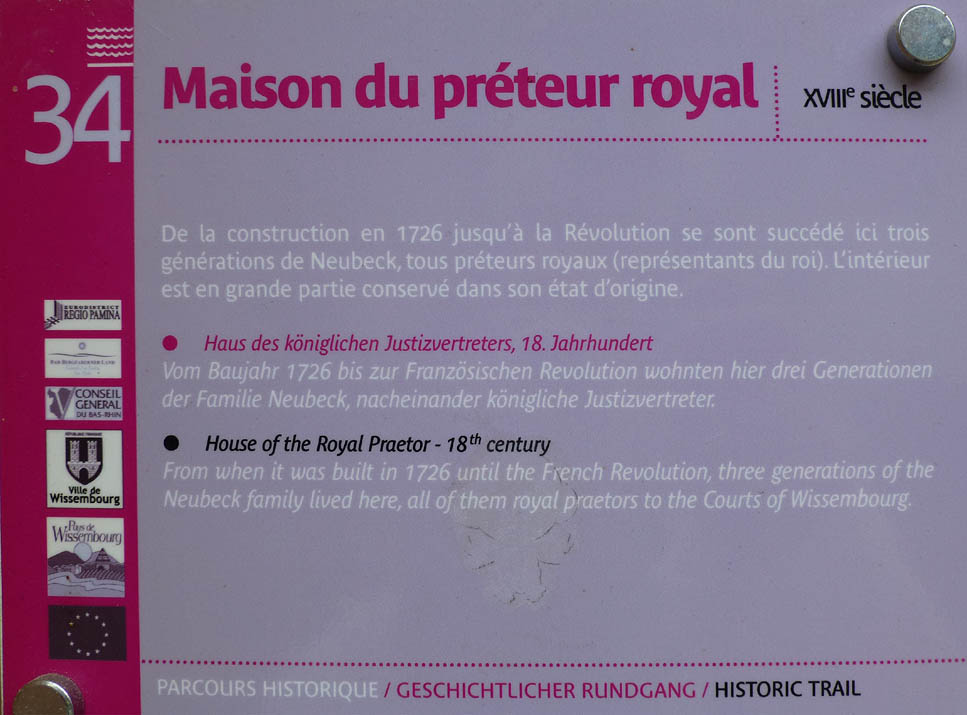 34
Maison du préteur royal
XVIIIe siècle
De la construction en 1726 jusqu'à la Révolution se sont succédé ici trois
générations de Neubeck, tous préteurs royaux (représentants du roi). L'intérieur
est en grande partie conservé dans son état d'origine.
● Haus des königlichen Justizvertreters, 18. Jahrhundert
Vom Baujahr 1726 bis zur Französischen Revolution wohnten hier drei Generationen
der Familie Neubeck, nacheinander königliche Justizvertreter.
● House of the Royal Praetor - 18th century
From when it was built in 1726 until the French Revolution, three generations of the
Neubeck family lived here, all of them royal praetors to the Courts of Wissembourg.
EURODISTRICT
REGIO PAMINA
BAD BERGZABERNER LAND
CONSEIL
GENERAL
DU BAS-RHIN
Ville de
Wissembourg
Pays de
Wissembourg
PARCOURS HISTORIQUE / GESCHICHTLICHER RUNDGANG / HISTORIC TRAIL